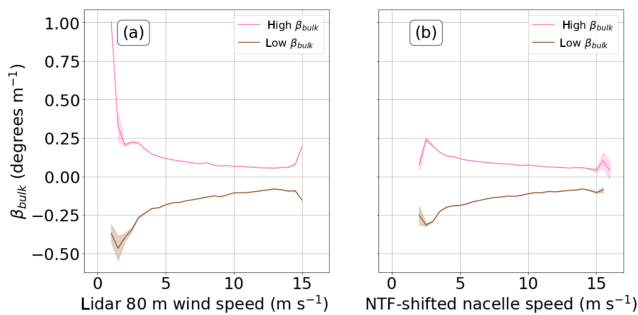 (a)
High β_bulk
Low β_bulk
(b)
High β_bulk
Low β_bulk
β_bulk (degrees m⁻¹)
1.00
0.75
0.50
0.25
0.00
−0.25
−0.50
0 5 10 15
0 5 10 15
Lidar 80 m wind speed (m s⁻¹)
NTF-shifted nacelle speed (m s⁻¹)